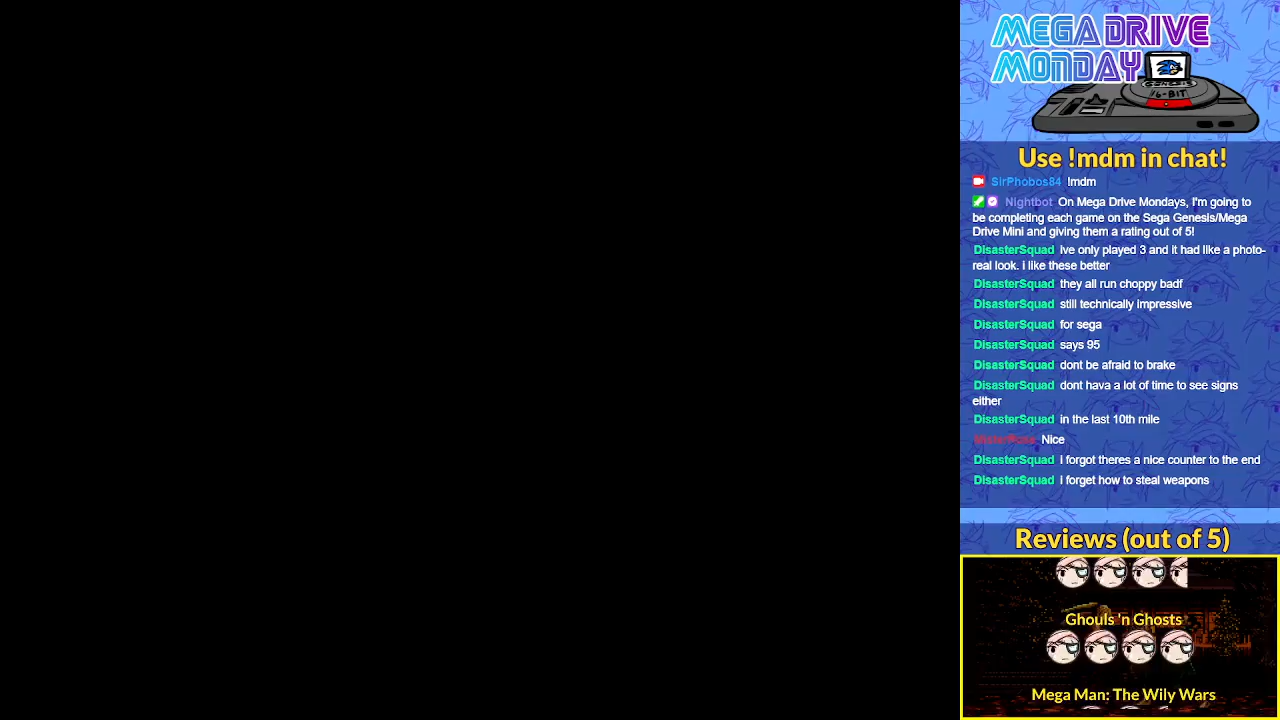 MEGA DRIVE
MONDAY
GENESIS
16-BIT
Use !mdm in chat!
SirPhobos84 !mdm
Nightbot On Mega Drive Mondays, I'm going to
be completing each game on the Sega Genesis/Mega
Drive Mini and giving them a rating out of 5!
DisasterSquad ive only played 3 and it had like a photo-
real look. i like these better
DisasterSquad they all run choppy badf
DisasterSquad still technically impressive
DisasterSquad for sega
DisasterSquad says 95
DisasterSquad dont be afraid to brake
DisasterSquad dont hava a lot of time to see signs
either
DisasterSquad in the last 10th mile
Nice
DisasterSquad i forgot theres a nice counter to the end
DisasterSquad I forget how to steal weapons
Reviews (out of 5)
Ghouls 'n Ghosts
Mega Man: The Wily Wars